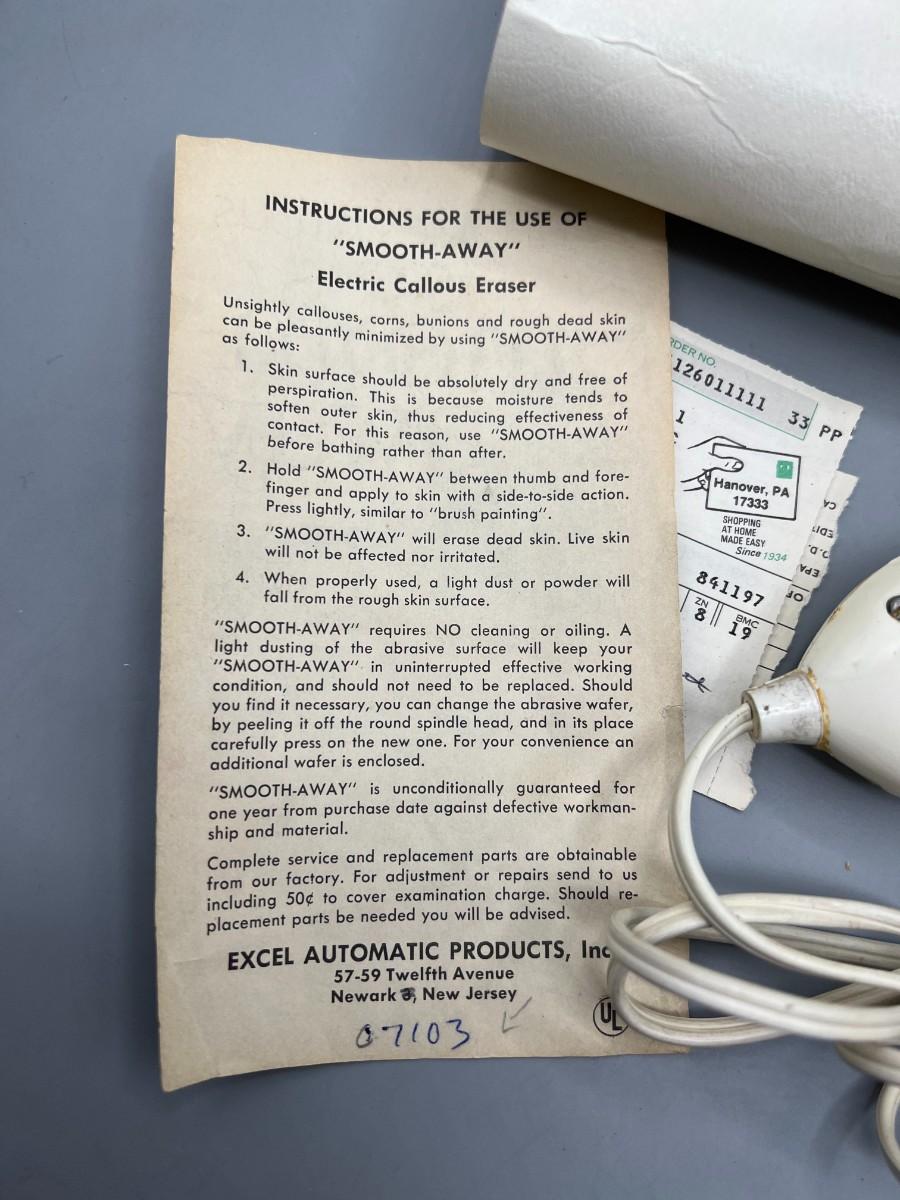 INSTRUCTIONS FOR THE USE OF
"SMOOTH-AWAY"
Electric Callous Eraser
Unsightly callouses, corns, bunions and rough dead skin
can be pleasantly minimized by using "SMOOTH-AWAY"
as follows:
1. Skin surface should be absolutely dry and free of
perspiration. This is because moisture tends to
soften outer skin, thus reducing effectiveness of
contact. For this reason, use "SMOOTH-AWAY"
before bathing rather than after.
2. Hold "SMOOTH-AWAY" between thumb and fore-
finger and apply to skin with a side-to-side action.
Press lightly, similar to "brush painting".
3. "SMOOTH-AWAY" will erase dead skin. Live skin
will not be affected nor irritated.
4. When properly used, a light dust or powder will
fall from the rough skin surface.
"SMOOTH-AWAY" requires NO cleaning or oiling. A
light dusting of the abrasive surface will keep your
"SMOOTH-AWAY" in uninterrupted effective working
condition, and should not need to be replaced. Should
you find it necessary, you can change the abrasive wafer,
by peeling it off the round spindle head, and in its place
carefully press on the new one. For your convenience an
additional wafer is enclosed.
"SMOOTH-AWAY" is unconditionally guaranteed for
one year from purchase date against defective workman-
ship and material.
Complete service and replacement parts are obtainable
from our factory. For adjustment or repairs send to us
including 50¢ to cover examination charge. Should re-
placement parts be needed you will be advised.
EXCEL AUTOMATIC PRODUCTS, Inc
57-59 Twelfth Avenue
Newark 3, New Jersey
07103
UL
RDER NO.
126011111 33 PP
1
Hanover, PA
17333
SHOPPING
AT HOME
MADE EASY
Since 1934
841197
ZN BMC
8 19